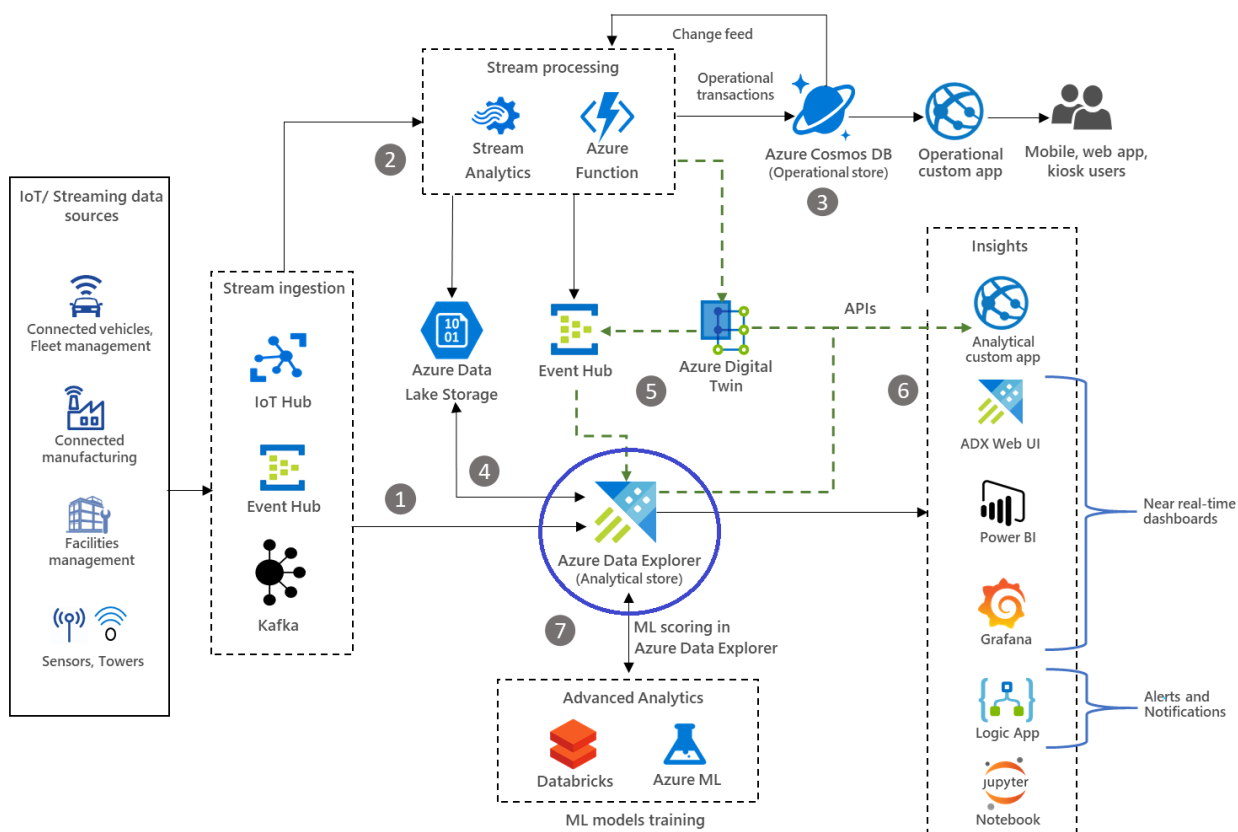 Change feed
Stream processing
Operational
transactions
Stream
Analytics
Azure
Function
2
Azure Cosmos DB
(Operational store)
3
Operational
custom app
Mobile, web app,
kiosk users
IoT/ Streaming data
sources
Connected vehicles,
Fleet management
Connected
manufacturing
Facilities
management
Sensors, Towers
Stream ingestion
IoT Hub
Event Hub
Kafka
10
01
Azure Data
Lake Storage
Event Hub
5
Azure Digital
Twin
APIs
6
4
1
Azure Data Explorer
(Analytical store)
7
ML scoring in
Azure Data Explorer
Advanced Analytics
Databricks
Azure ML
ML models training
Insights
Analytical
custom app
ADX Web UI
Power BI
Grafana
Logic App
jupyter
Notebook
Near real-time
dashboards
Alerts and
Notifications